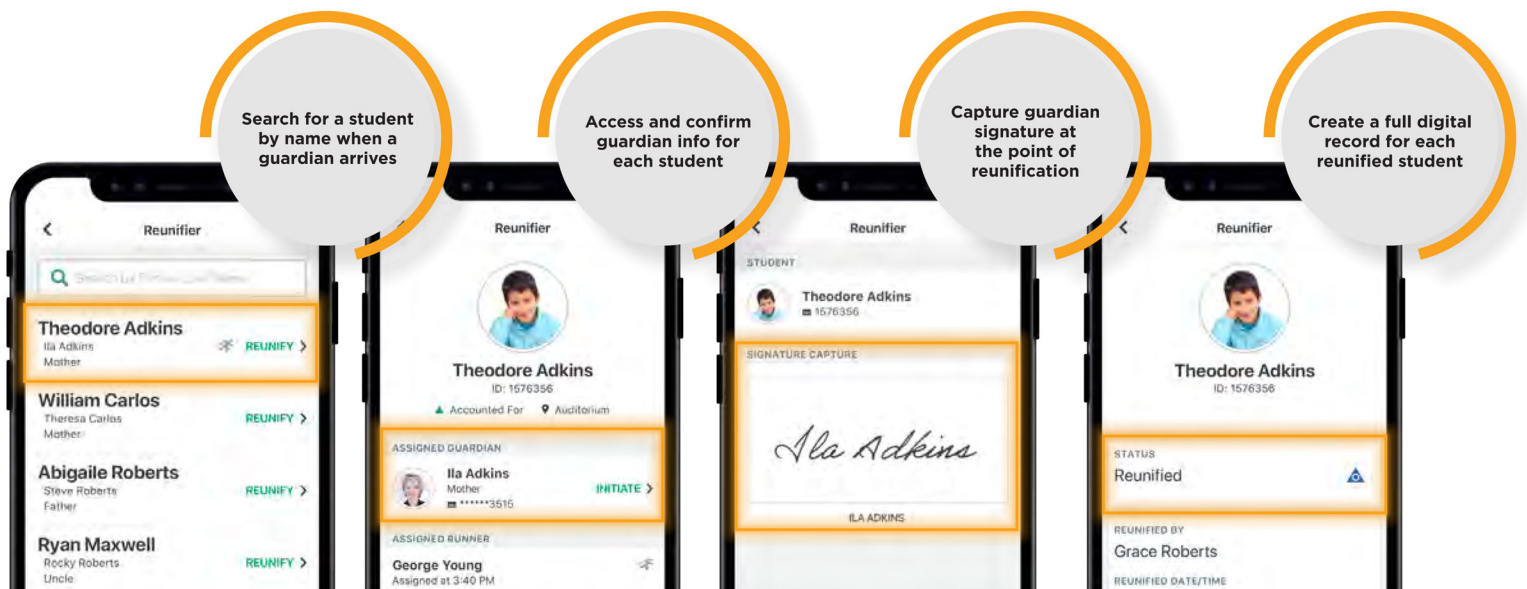 Search for a student
by name when a
guardian arrives
Access and confirm
guardian info for
each student
Capture guardian
signature at
the point of
reunification
Create a full digital
record for each
reunified student
Reunifier
Theodore Adkins
Ila Adkins
Mother
REUNIFY
William Carlos
Theresa Carlos
Mother
REUNIFY
Abigaile Roberts
Steve Roberts
Father
REUNIFY
Ryan Maxwell
Rocky Roberts
Uncle
REUNIFY
Reunifier
Theodore Adkins
ID: 1576356
Accounted For Auditorium
ASSIGNED GUARDIAN
Ila Adkins
Mother
******3515
INITIATE
ASSIGNED RUNNER
George Young
Assigned at 3:40 PM
Reunifier
STUDENT
Theodore Adkins
1576356
SIGNATURE CAPTURE
Ila Adkins
ILA ADKINS
Reunifier
Theodore Adkins
ID: 1576356
STATUS
Reunified
REUNIFIED BY
Grace Roberts
REUNIFIED DATE/TIME